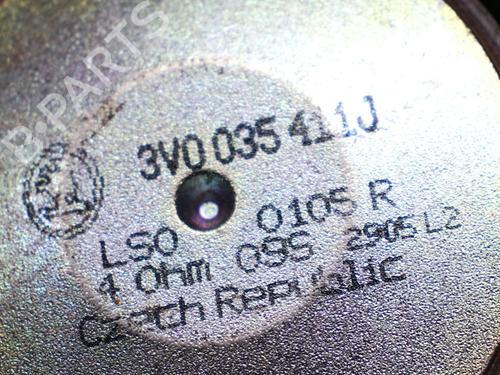 B-PARTS
3V0 035 411J
LSO 0105 R
4 Ohm 09S 2905 L2
Czech Republic